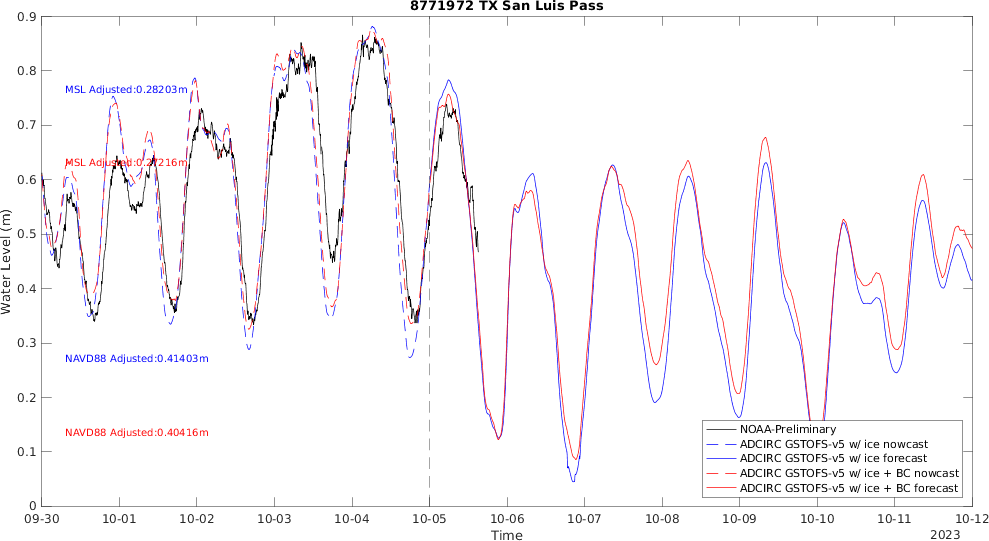 8771972 TX San Luis Pass
0.9
0.8
0.7
0.6
0.5
0.4
0.3
0.2
0.1
0
Water Level (m)
MSL Adjusted:0.28203m
MSL Adjusted:0.27216m
NAVD88 Adjusted:0.41403m
NAVD88 Adjusted:0.40416m
NOAA-Preliminary
ADCIRC GSTOFS-v5 w/ ice nowcast
ADCIRC GSTOFS-v5 w/ ice forecast
ADCIRC GSTOFS-v5 w/ ice + BC nowcast
ADCIRC GSTOFS-v5 w/ ice + BC forecast
09-30 10-01 10-02 10-03 10-04 10-05 10-06 10-07 10-08 10-09 10-10 10-11 10-12
Time
2023